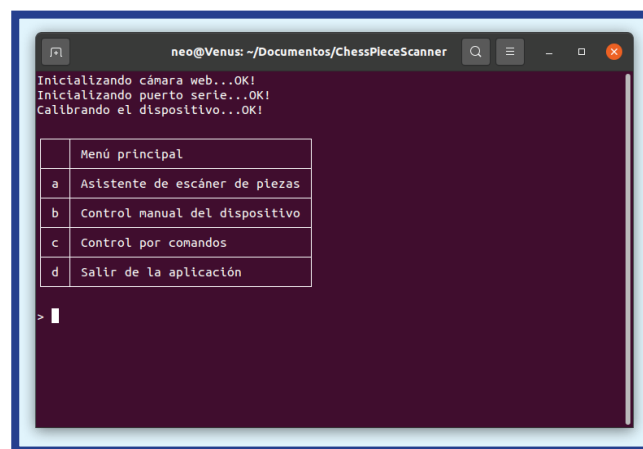 neo@Venus: ~/Documentos/ChessPieceScanner
Inicializando cámara web...OK!
Inicializando puerto serie...OK!
Calibrando el dispositivo...OK!
Menú principal
a Asistente de escáner de piezas
b Control manual del dispositivo
c Control por comandos
d Salir de la aplicación
>